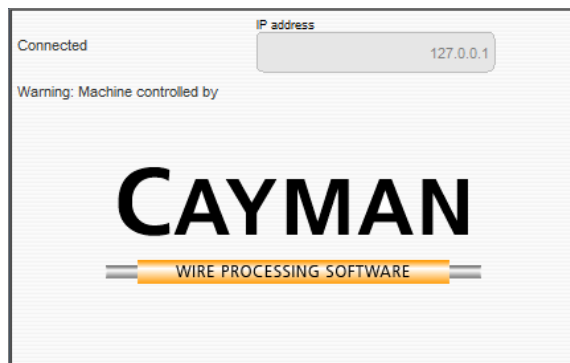 IP address
Connected
127.0.0.1
Warning: Machine controlled by
CAYMAN
WIRE PROCESSING SOFTWARE